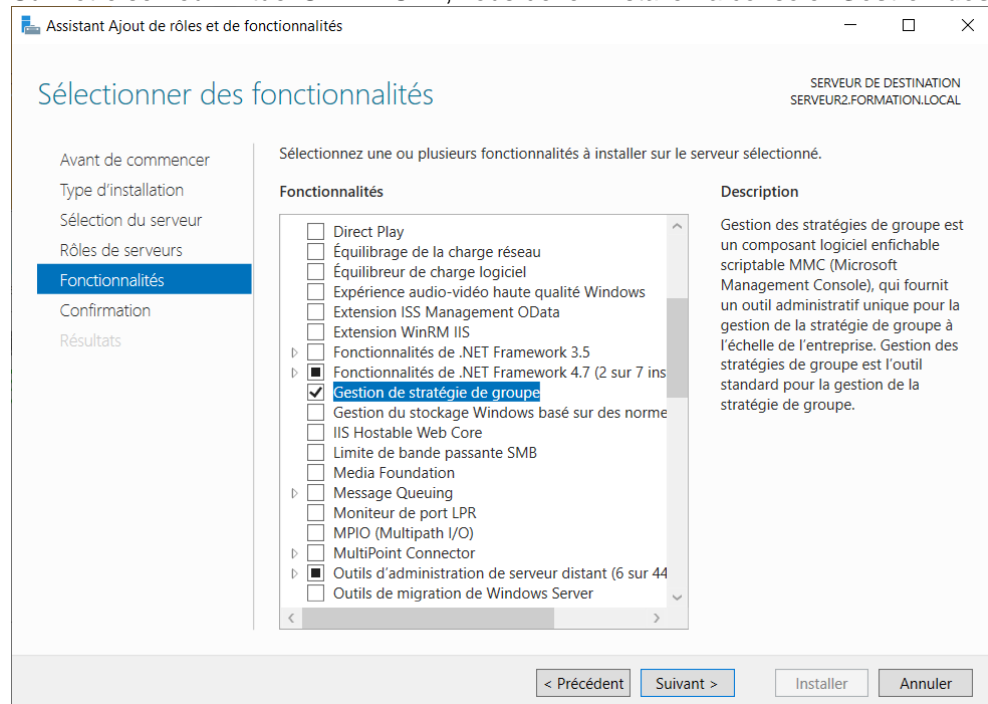 Assistant Ajout de rôles et de fonctionnalités
Sélectionner des fonctionnalités
SERVEUR DE DESTINATION
SERVEUR2.FORMATION.LOCAL
Avant de commencer
Type d'installation
Sélection du serveur
Rôles de serveurs
Fonctionnalités
Confirmation
Résultats
Sélectionnez une ou plusieurs fonctionnalités à installer sur le serveur sélectionné.
Fonctionnalités
Direct Play
Équilibrage de la charge réseau
Équilibreur de charge logiciel
Expérience audio-vidéo haute qualité Windows
Extension ISS Management OData
Extension WinRM IIS
Fonctionnalités de .NET Framework 3.5
Fonctionnalités de .NET Framework 4.7 (2 sur 7 ins
Gestion de stratégie de groupe
Gestion du stockage Windows basé sur des norme
IIS Hostable Web Core
Limite de bande passante SMB
Media Foundation
Message Queuing
Moniteur de port LPR
MPIO (Multipath I/O)
MultiPoint Connector
Outils d'administration de serveur distant (6 sur 44
Outils de migration de Windows Server
Description
Gestion des stratégies de groupe est
un composant logiciel enfichable
scriptable MMC (Microsoft
Management Console), qui fournit
un outil administratif unique pour la
gestion de la stratégie de groupe à
l'échelle de l'entreprise. Gestion des
stratégies de groupe est l'outil
standard pour la gestion de la
stratégie de groupe.
< Précédent
Suivant >
Installer
Annuler